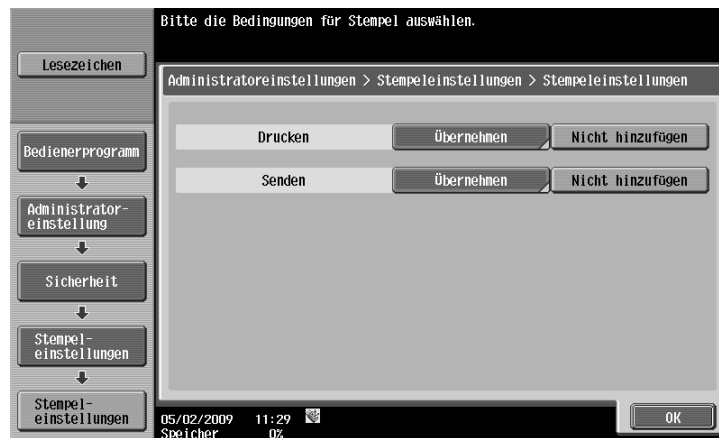 Bitte die Bedingungen für Stempel auswählen.
Lesezeichen
Administratoreinstellungen > Stempeleinstellungen > Stempeleinstellungen
Drucken Übernehmen Nicht hinzufügen
Senden Übernehmen Nicht hinzufügen
Bedienerprogramm
Administrator-
einstellung
Sicherheit
Stempel-
einstellungen
Stempel-
einstellungen
05/02/2009 11:29
Speicher 0%
OK